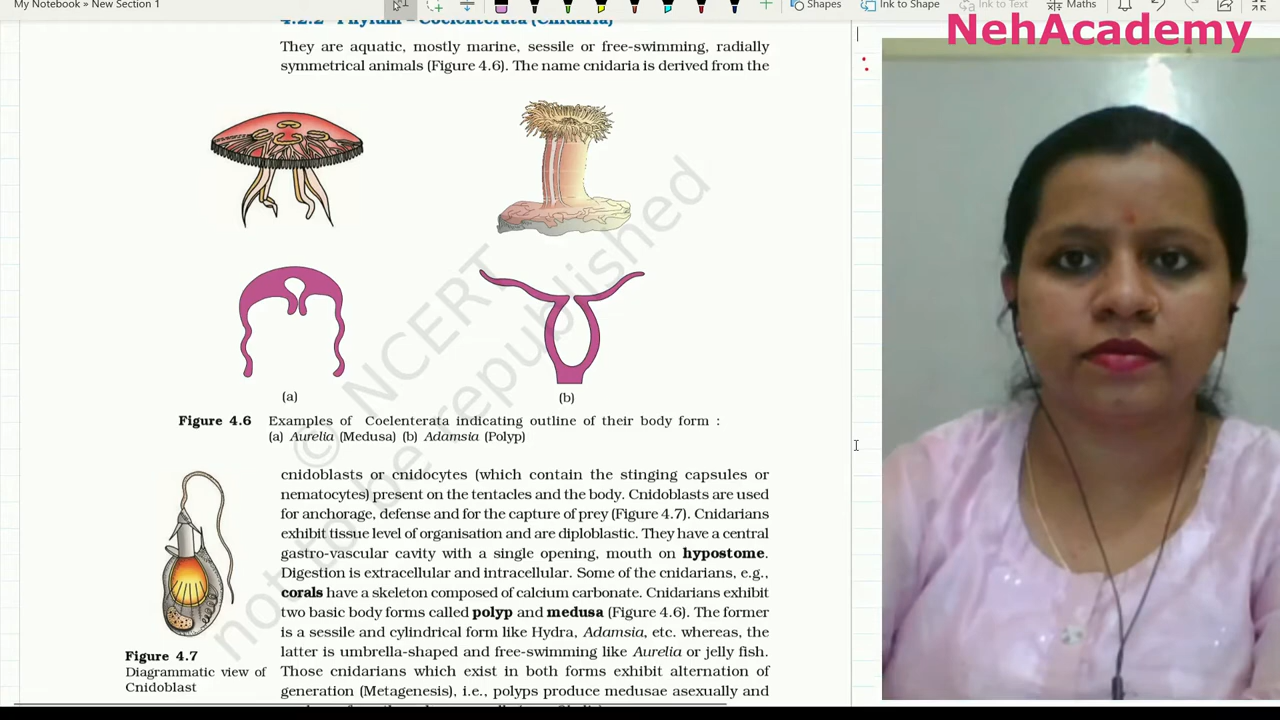 My Notebook » New Section 1
Shapes
Ink to Shape
Ink to Text
Maths
NehAcademy
4.2.2 Phylum – Coelenterata (Cnidaria)
They are aquatic, mostly marine, sessile or free-swimming, radially
symmetrical animals (Figure 4.6). The name cnidaria is derived from the
(a)
(b)
Figure 4.6 Examples of Coelenterata indicating outline of their body form :
(a) Aurelia (Medusa) (b) Adamsia (Polyp)
© NCERT
not to be republished
cnidoblasts or cnidocytes (which contain the stinging capsules or
nematocytes) present on the tentacles and the body. Cnidoblasts are used
for anchorage, defense and for the capture of prey (Figure 4.7). Cnidarians
exhibit tissue level of organisation and are diploblastic. They have a central
gastro-vascular cavity with a single opening, mouth on hypostome.
Digestion is extracellular and intracellular. Some of the cnidarians, e.g.,
corals have a skeleton composed of calcium carbonate. Cnidarians exhibit
two basic body forms called polyp and medusa (Figure 4.6). The former
is a sessile and cylindrical form like Hydra, Adamsia, etc. whereas, the
latter is umbrella-shaped and free-swimming like Aurelia or jelly fish.
Those cnidarians which exist in both forms exhibit alternation of
generation (Metagenesis), i.e., polyps produce medusae asexually and
Figure 4.7
Diagrammatic view of
Cnidoblast